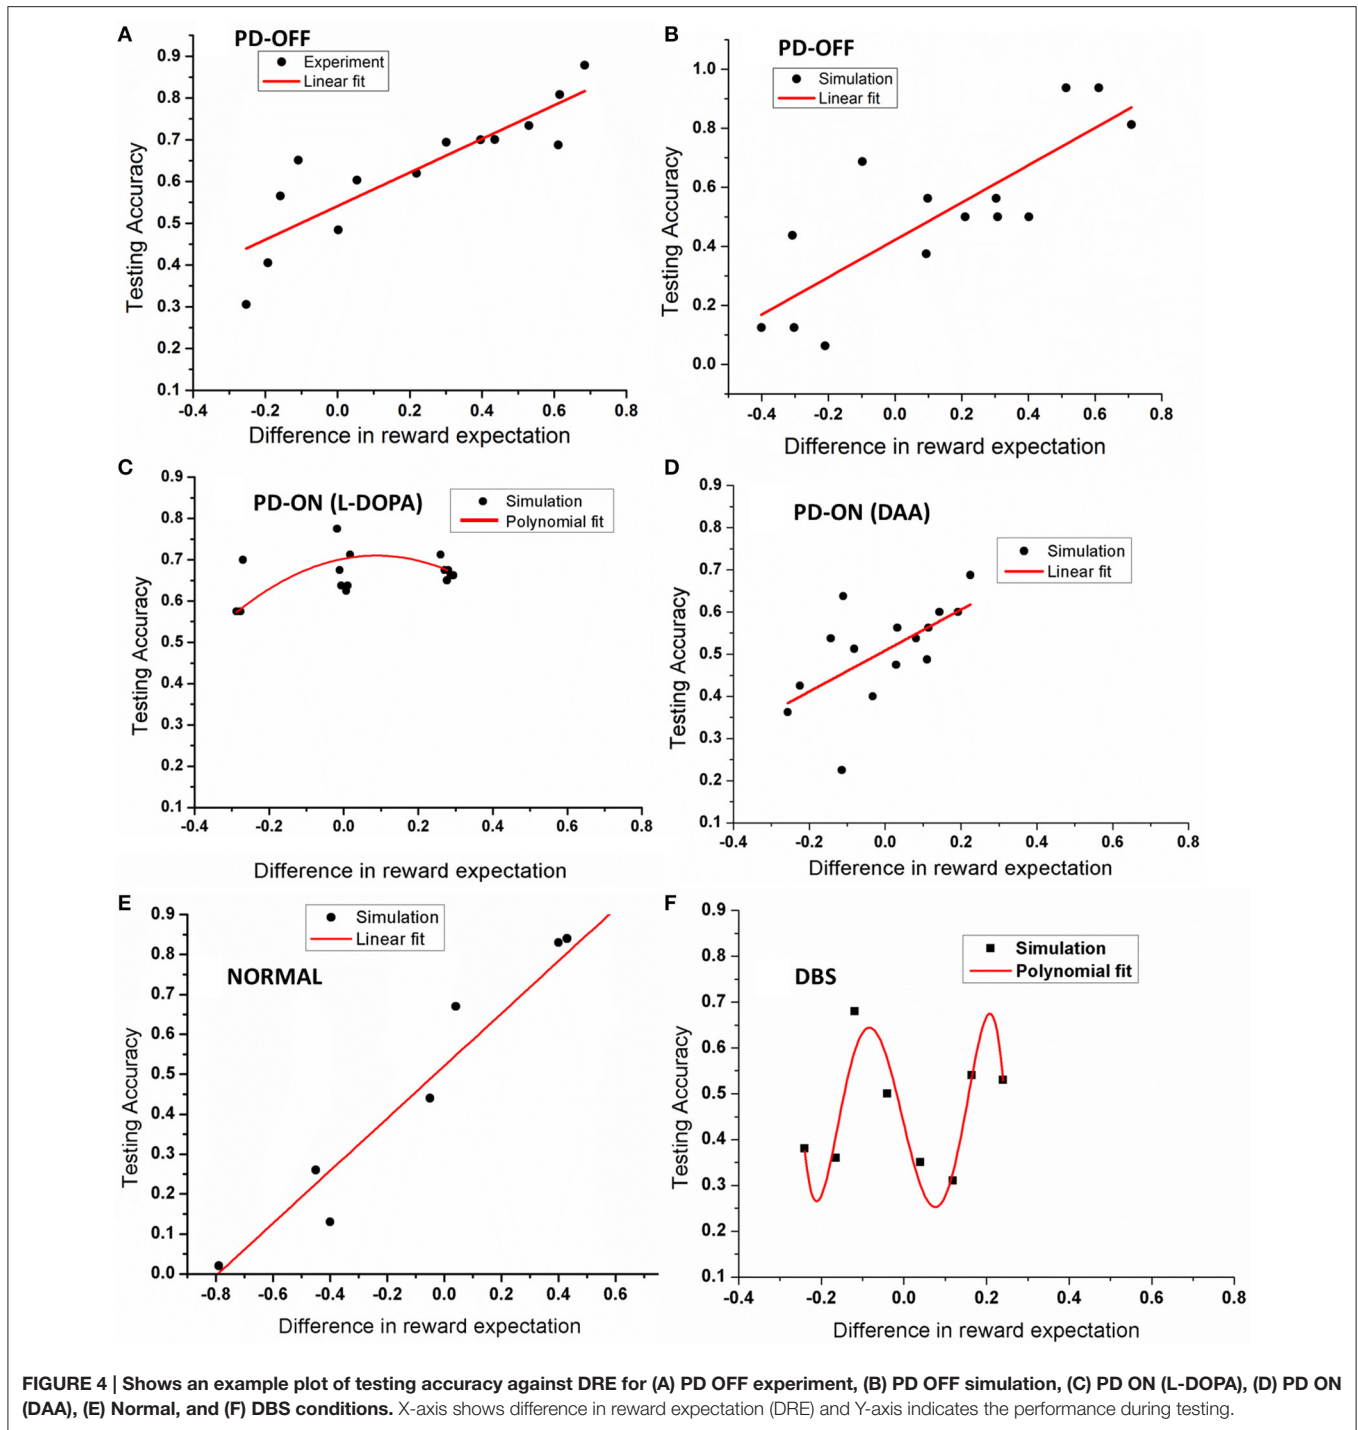 A
PD-OFF
Experiment
Linear fit
0.9
0.8
0.7
0.6
0.5
0.4
0.3
0.2
0.1
Testing Accuracy
-0.4 -0.2 0.0 0.2 0.4 0.6 0.8
Difference in reward expectation
B
PD-OFF
Simulation
Linear fit
1.0
0.8
0.6
0.4
0.2
0.0
Testing Accuracy
-0.4 -0.2 0.0 0.2 0.4 0.6 0.8
Difference in reward expectation
C
PD-ON (L-DOPA)
Simulation
Polynomial fit
0.9
0.8
0.7
0.6
0.5
0.4
0.3
0.2
0.1
Testing Accuracy
-0.4 -0.2 0.0 0.2 0.4 0.6 0.8
Difference in reward expectation
D
PD-ON (DAA)
Simulation
Linear fit
0.9
0.8
0.7
0.6
0.5
0.4
0.3
0.2
0.1
Testing Accuracy
-0.4 -0.2 0.0 0.2 0.4 0.6 0.8
Difference in reward expectation
E
NORMAL
Simulation
Linear fit
0.9
0.8
0.7
0.6
0.5
0.4
0.3
0.2
0.1
0.0
Testing Accuracy
-0.8 -0.6 -0.4 -0.2 0.0 0.2 0.4 0.6
Difference in reward expectation
F
DBS
Simulation
Polynomial fit
0.9
0.8
0.7
0.6
0.5
0.4
0.3
0.2
0.1
Testing Accuracy
-0.4 -0.2 0.0 0.2 0.4 0.6 0.8
Difference in reward expectation
FIGURE 4 | Shows an example plot of testing accuracy against DRE for (A) PD OFF experiment, (B) PD OFF simulation, (C) PD ON (L-DOPA), (D) PD ON
(DAA), (E) Normal, and (F) DBS conditions. X-axis shows difference in reward expectation (DRE) and Y-axis indicates the performance during testing.